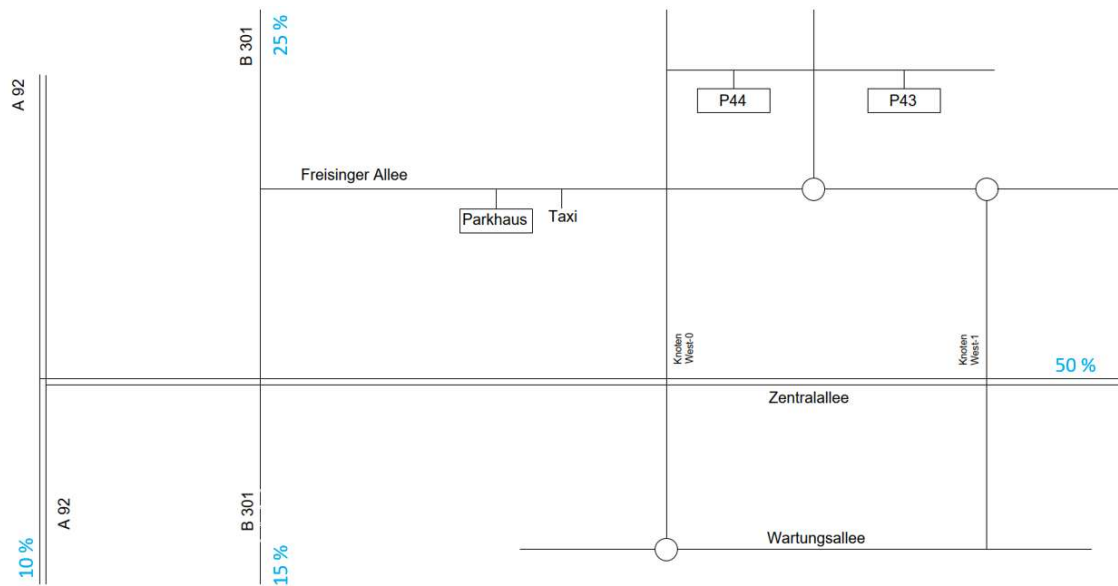 A 92
B 301
25 %
P44
P43
Freisinger Allee
Parkhaus
Taxi
Knoten
West-0
Knoten
West-1
50 %
Zentralallee
A 92
B 301
10 %
15 %
Wartungsallee